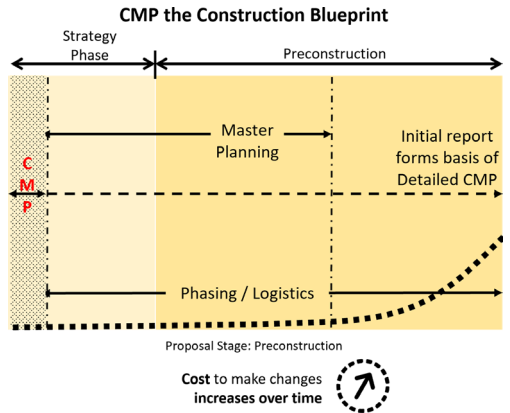 CMP the Construction Blueprint
Strategy
Phase
Preconstruction
Master
Planning
Initial report
forms basis of
Detailed CMP
C
M
P
Phasing / Logistics
Proposal Stage: Preconstruction
Cost to make changes
increases over time